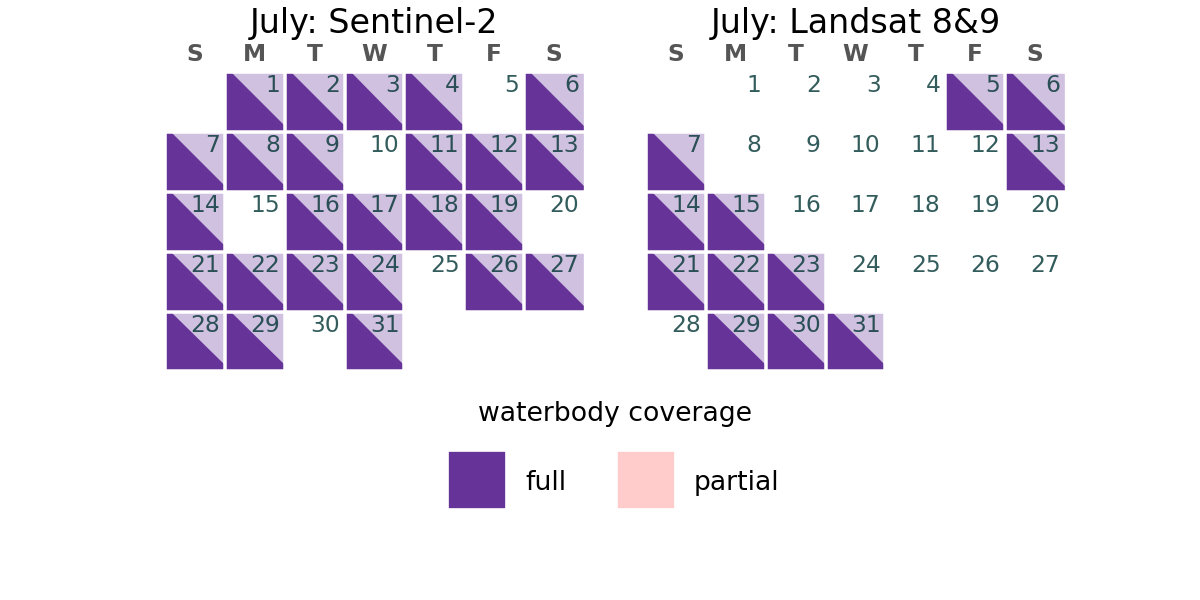 July: Sentinel-2
S M T W T F S
1 2 3 4 5 6
7 8 9 10 11 12 13
14 15 16 17 18 19 20
21 22 23 24 25 26 27
28 29 30 31
July: Landsat 8&9
S M T W T F S
1 2 3 4 5 6
7 8 9 10 11 12 13
14 15 16 17 18 19 20
21 22 23 24 25 26 27
28 29 30 31
waterbody coverage
full partial